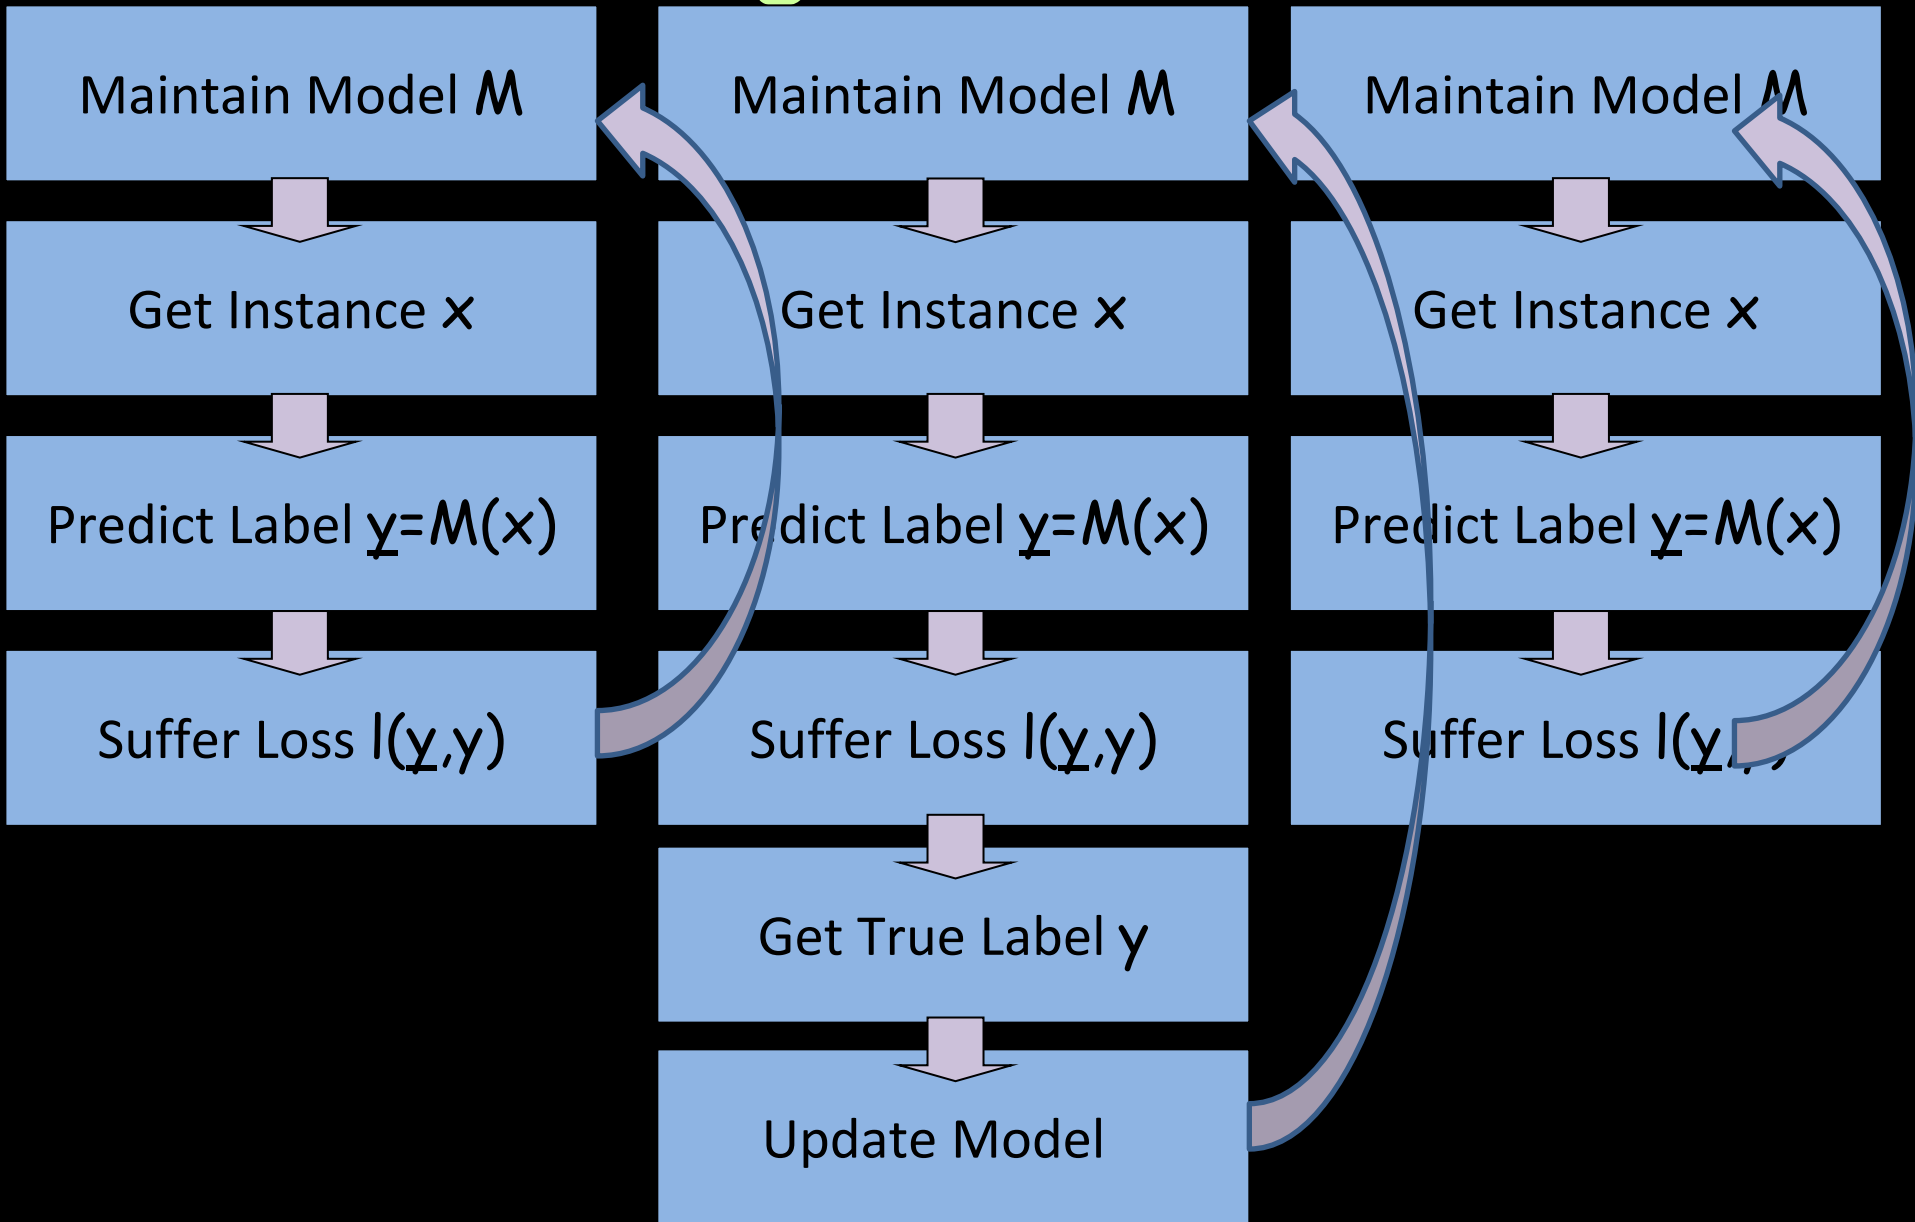 Maintain Model M
Get Instance x
Predict Label y=M(x)
Suffer Loss l(y,y)
Maintain Model M
Get Instance x
Predict Label y=M(x)
Suffer Loss l(y,y)
Get True Label y
Update Model
Maintain Model M
Get Instance x
Predict Label y=M(x)
Suffer Loss l(y,